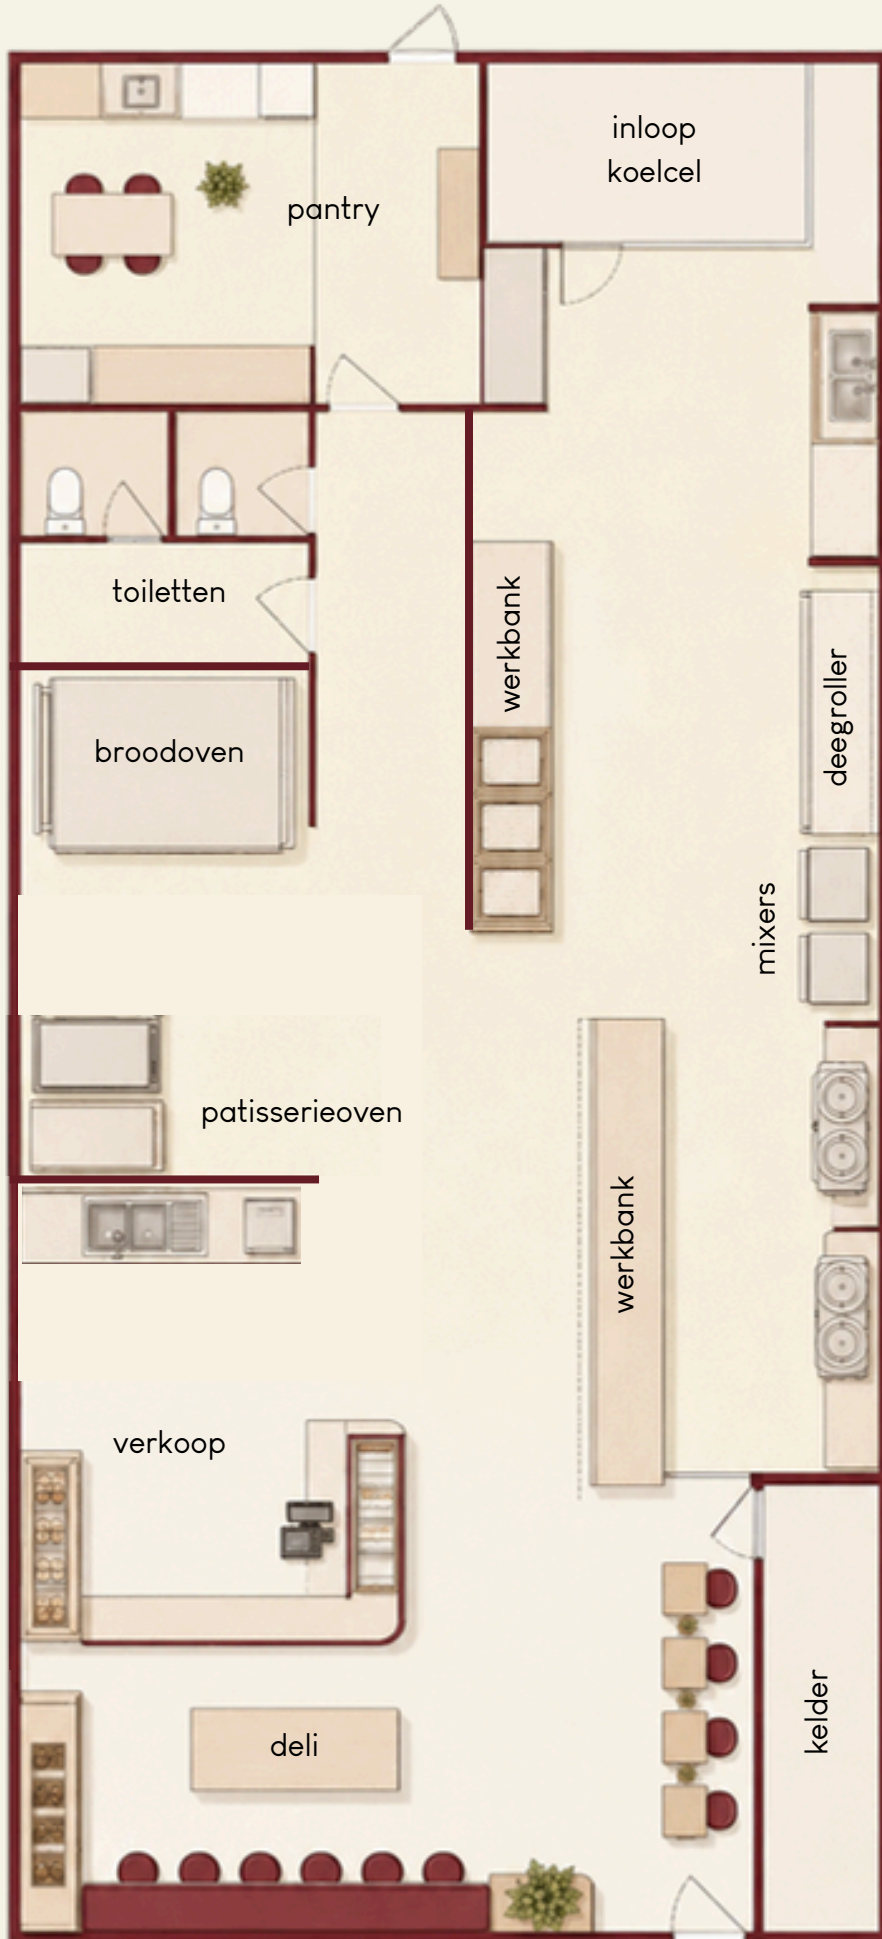 inloop
koelcel
pantry
toiletten
werkbank
deegroller
broodoven
mixers
patisserieoven
werkbank
verkoop
kelder
deli